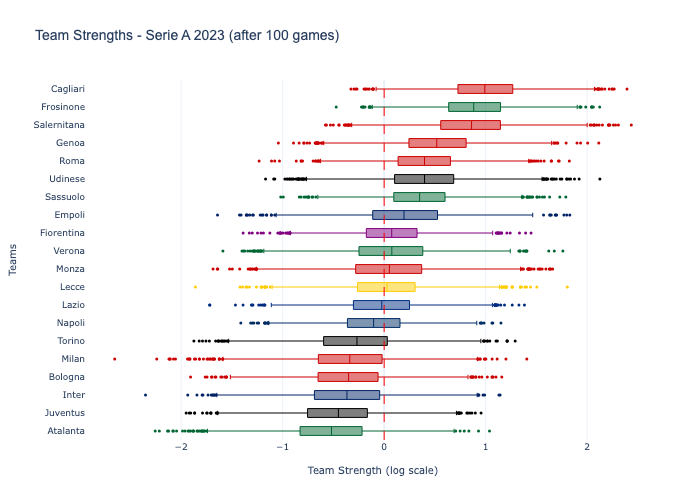 Team Strengths - Serie A 2023 (after 100 games)
Cagliari
Frosinone
Salernitana
Genoa
Roma
Udinese
Sassuolo
Empoli
Fiorentina
Verona
Monza
Lecce
Lazio
Napoli
Torino
Milan
Bologna
Inter
Juventus
Atalanta
Teams
−2 −1 0 1 2
Team Strength (log scale)